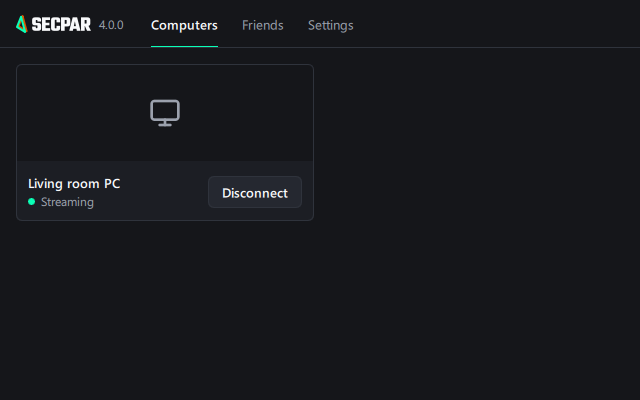 SECPAR 4.0.0 Computers Friends Settings
Living room PC
Streaming
Disconnect